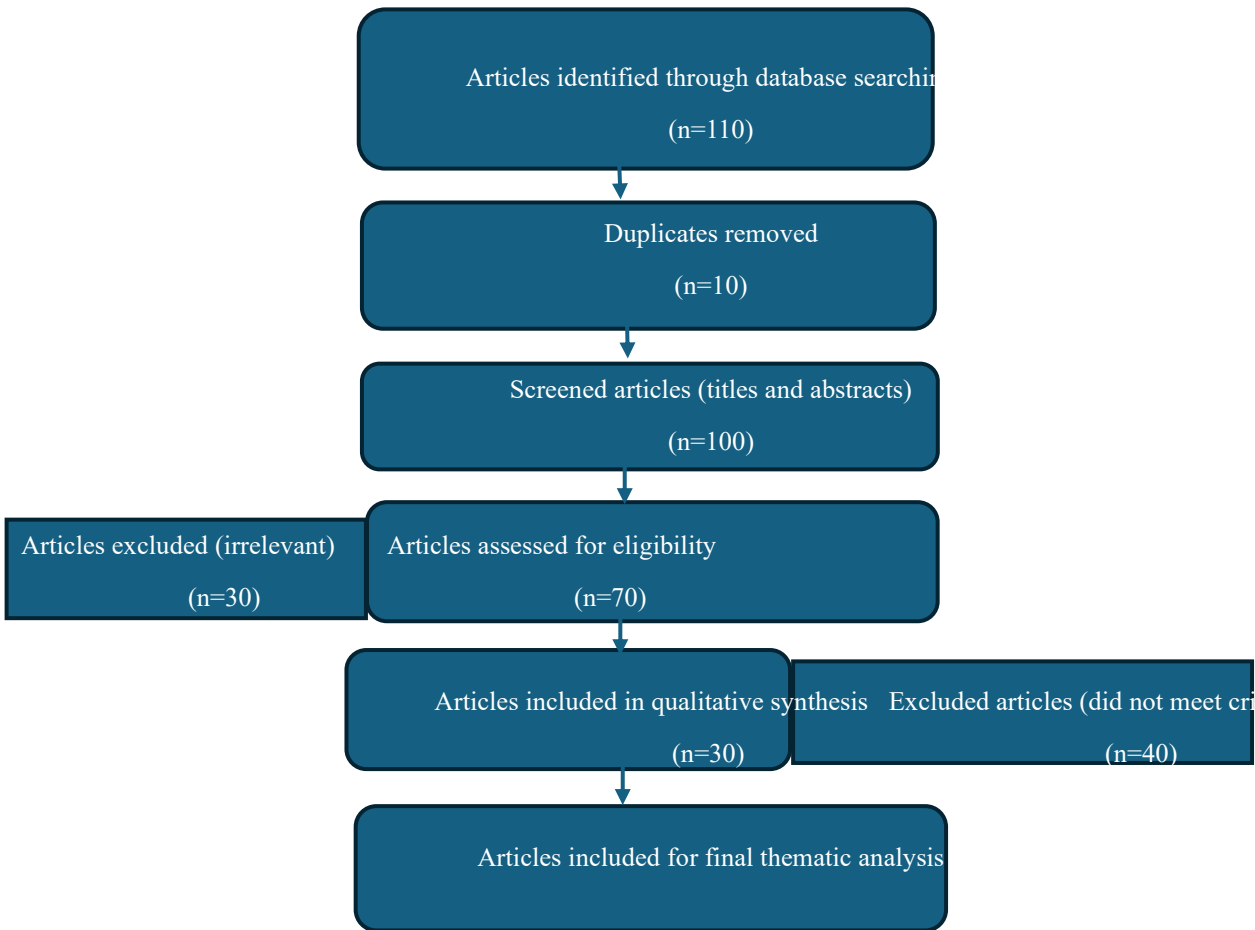 Articles identified through database searchin
(n=110)
Duplicates removed
(n=10)
Screened articles (titles and abstracts)
(n=100)
Articles excluded (irrelevant)
(n=30)
Articles assessed for eligibility
(n=70)
Articles included in qualitative synthesis
(n=30)
Excluded articles (did not meet cri
(n=40)
Articles included for final thematic analysis